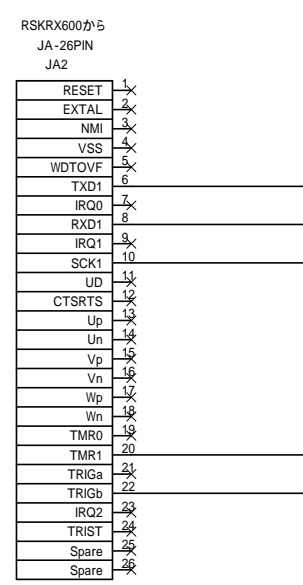 RSKRX600から
JA-26PIN
JA2
RESET 1
EXTAL 2
NMI 3
VSS 4
WDTOVF 5
TXD1 6
IRQ0 7
RXD1 8
IRQ1 9
SCK1 10
UD 11
CTSRTS 12
Up 13
Un 14
Vp 15
Vn 16
Wp 17
Wn 18
TMR0 19
TMR1 20
TRIGa 21
TRIGb 22
IRQ2 23
TRIST 24
Spare 25
Spare 26